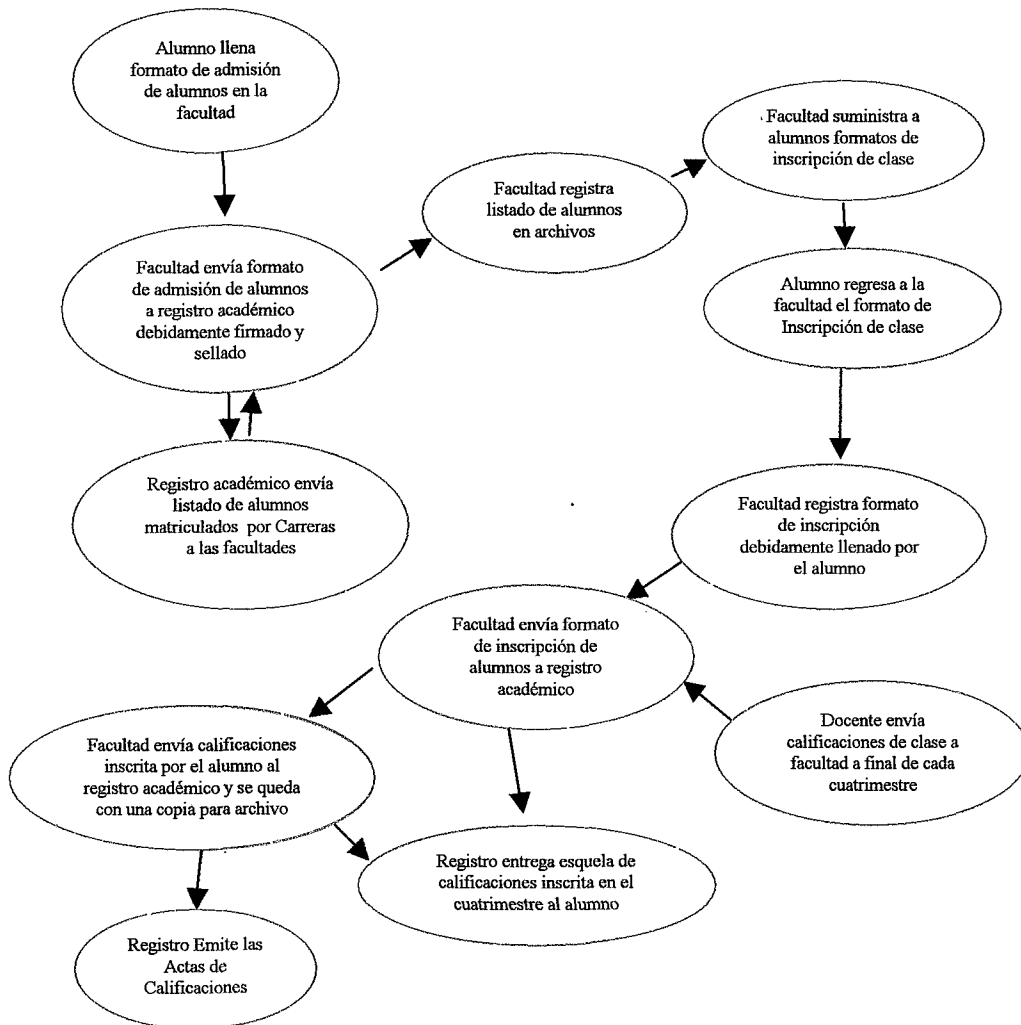 Alumno llena
formato de admisión
de alumnos en la
facultad
Facultad suministra a
alumnos formatos de
inscripción de clase
Facultad registra
listado de alumnos
en archivos
Facultad envía formato
de admisión de alumnos
a registro académico
debidamente firmado y
sellado
Alumno regresa a la
facultad el formato de
Inscripción de clase
Registro académico envía
listado de alumnos
matriculados por Carreras
a las facultades
Facultad registra formato
de inscripción
debidamente llenado por
el alumno
Facultad envía formato
de inscripción de
alumnos a registro
académico
Docente envía
calificaciones de clase a
facultad a final de cada
cuatrimestre
Facultad envía calificaciones
inscrita por el alumno al
registro académico y se queda
con una copia para archivo
Registro entrega esquela de
calificaciones inscrita en el
cuatrimestre al alumno
Registro Emite las
Actas de
Calificaciones